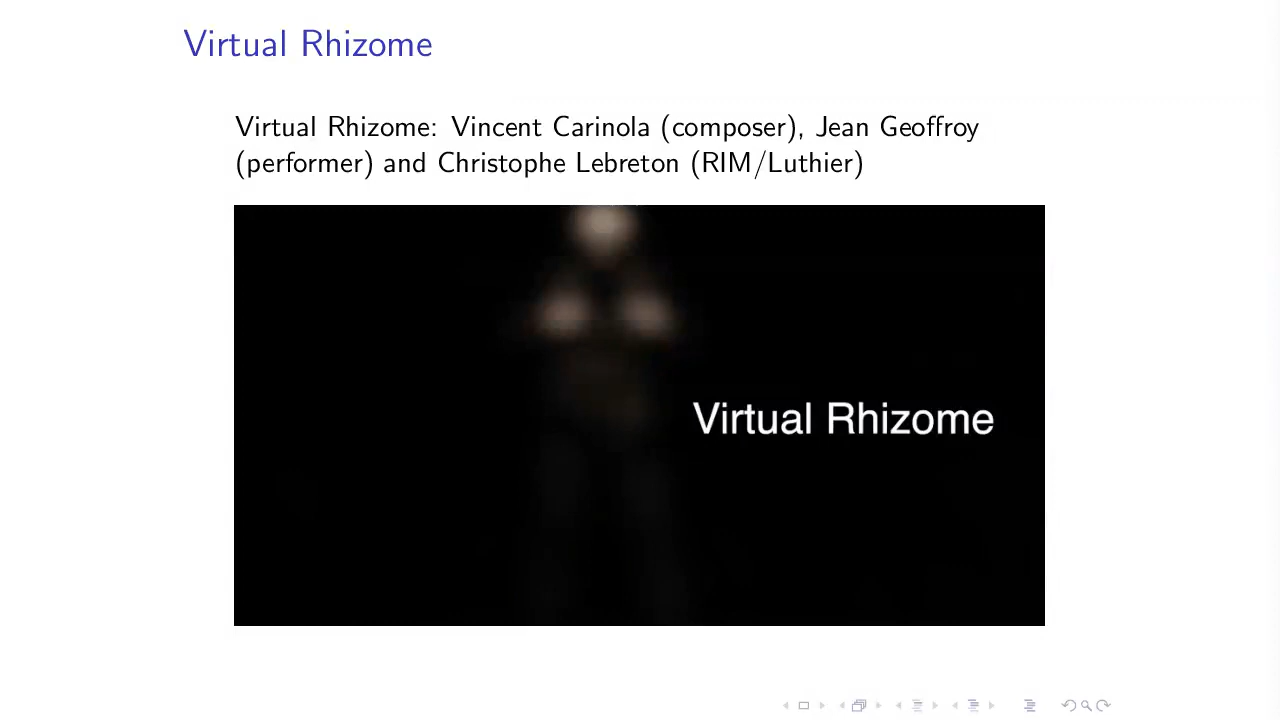 Virtual Rhizome
Virtual Rhizome: Vincent Carinola (composer), Jean Geoffroy
(performer) and Christophe Lebreton (RIM/Luthier)
Virtual Rhizome